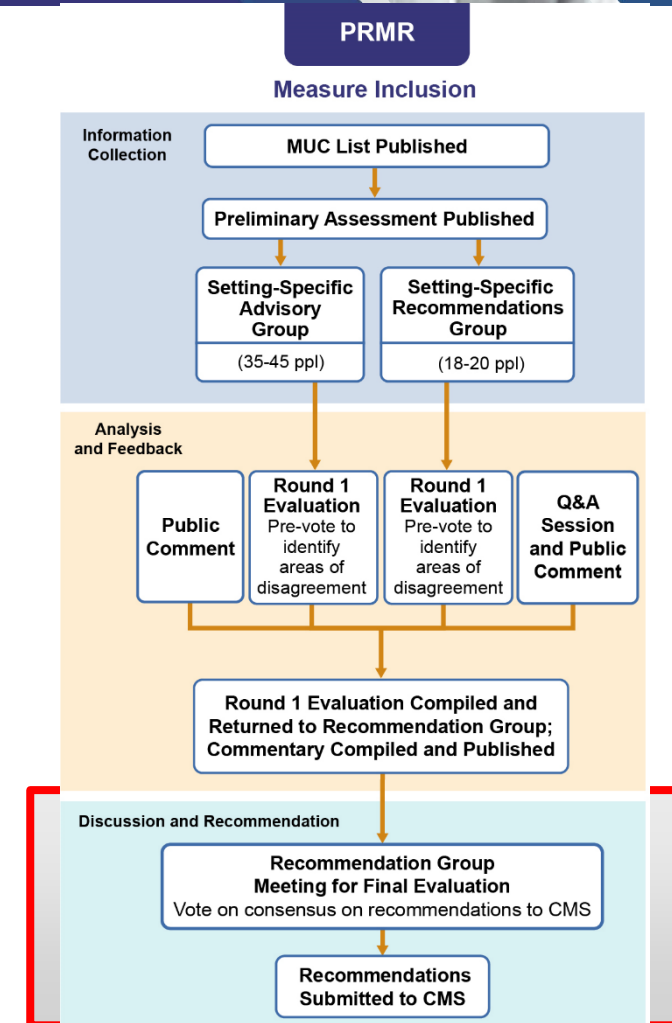 PRMR
Measure Inclusion
Information
Collection
MUC List Published
Preliminary Assessment Published
Setting-Specific
Advisory
Group
(35-45 ppl)
Setting-Specific
Recommendations
Group
(18-20 ppl)
Analysis
and Feedback
Public
Comment
Round 1
Evaluation
Pre-vote to
identify
areas of
disagreement
Round 1
Evaluation
Pre-vote to
identify
areas of
disagreement
Q&A
Session
and Public
Comment
Round 1 Evaluation Compiled and
Returned to Recommendation Group;
Commentary Compiled and Published
Discussion and Recommendation
Recommendation Group
Meeting for Final Evaluation
Vote on consensus on recommendations to CMS
Recommendations
Submitted to CMS